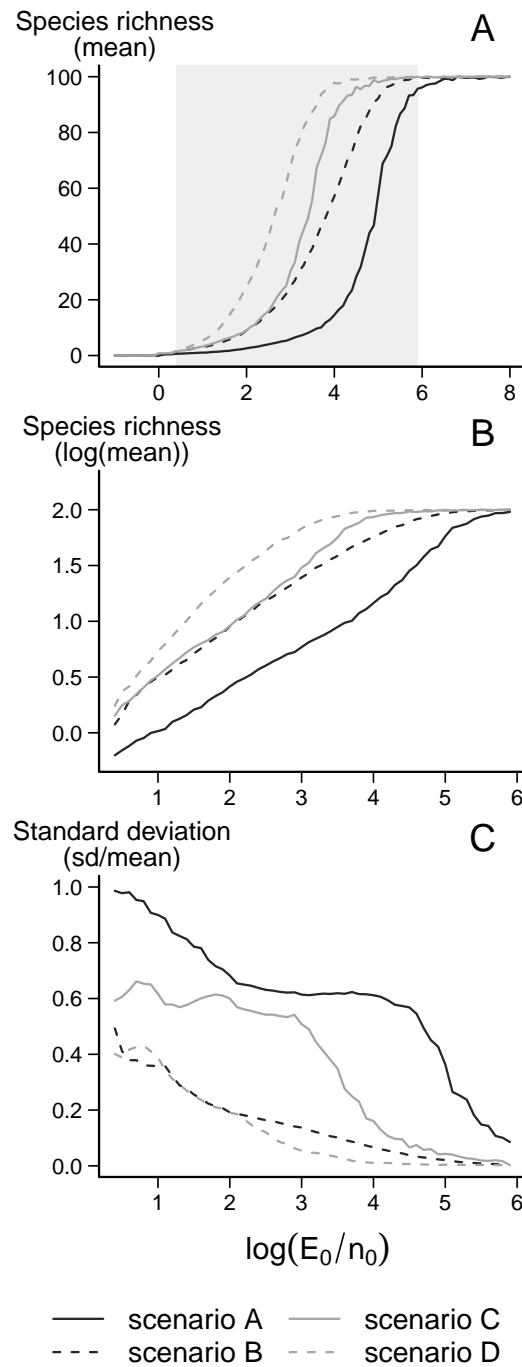 Species richness
(mean)
A
100
80
60
40
20
0
0 2 4 6 8
Species richness
(log(mean))
B
2.0
1.5
1.0
0.5
0.0
1 2 3 4 5 6
Standard deviation
(sd/mean)
C
1.0
0.8
0.6
0.4
0.2
0.0
1 2 3 4 5 6
log(E₀/n₀)
scenario A scenario C
scenario B scenario D